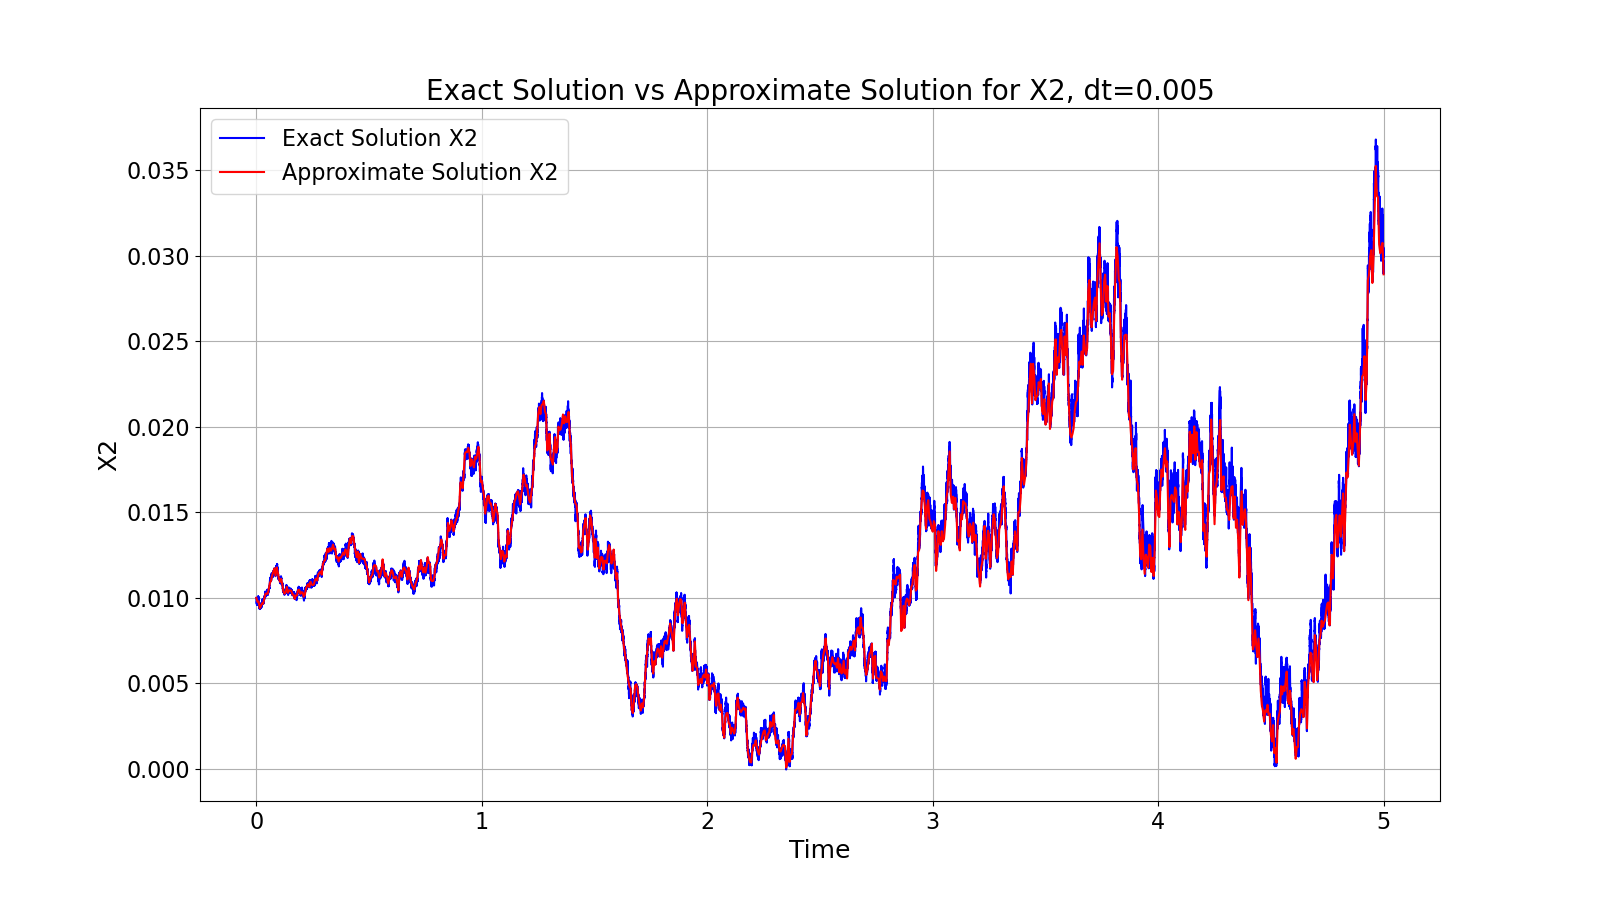 Exact Solution vs Approximate Solution for X2, dt=0.005
Exact Solution X2
Approximate Solution X2
0.035
0.030
0.025
0.020
0.015
0.010
0.005
0.000
X2
0 1 2 3 4 5
Time